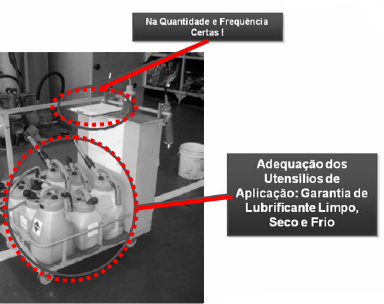 Na Quantidade e Frequência
Certas !
Adequação dos
Utensílios de
Aplicação: Garantia de
Lubrificante Limpo,
Seco e Frio